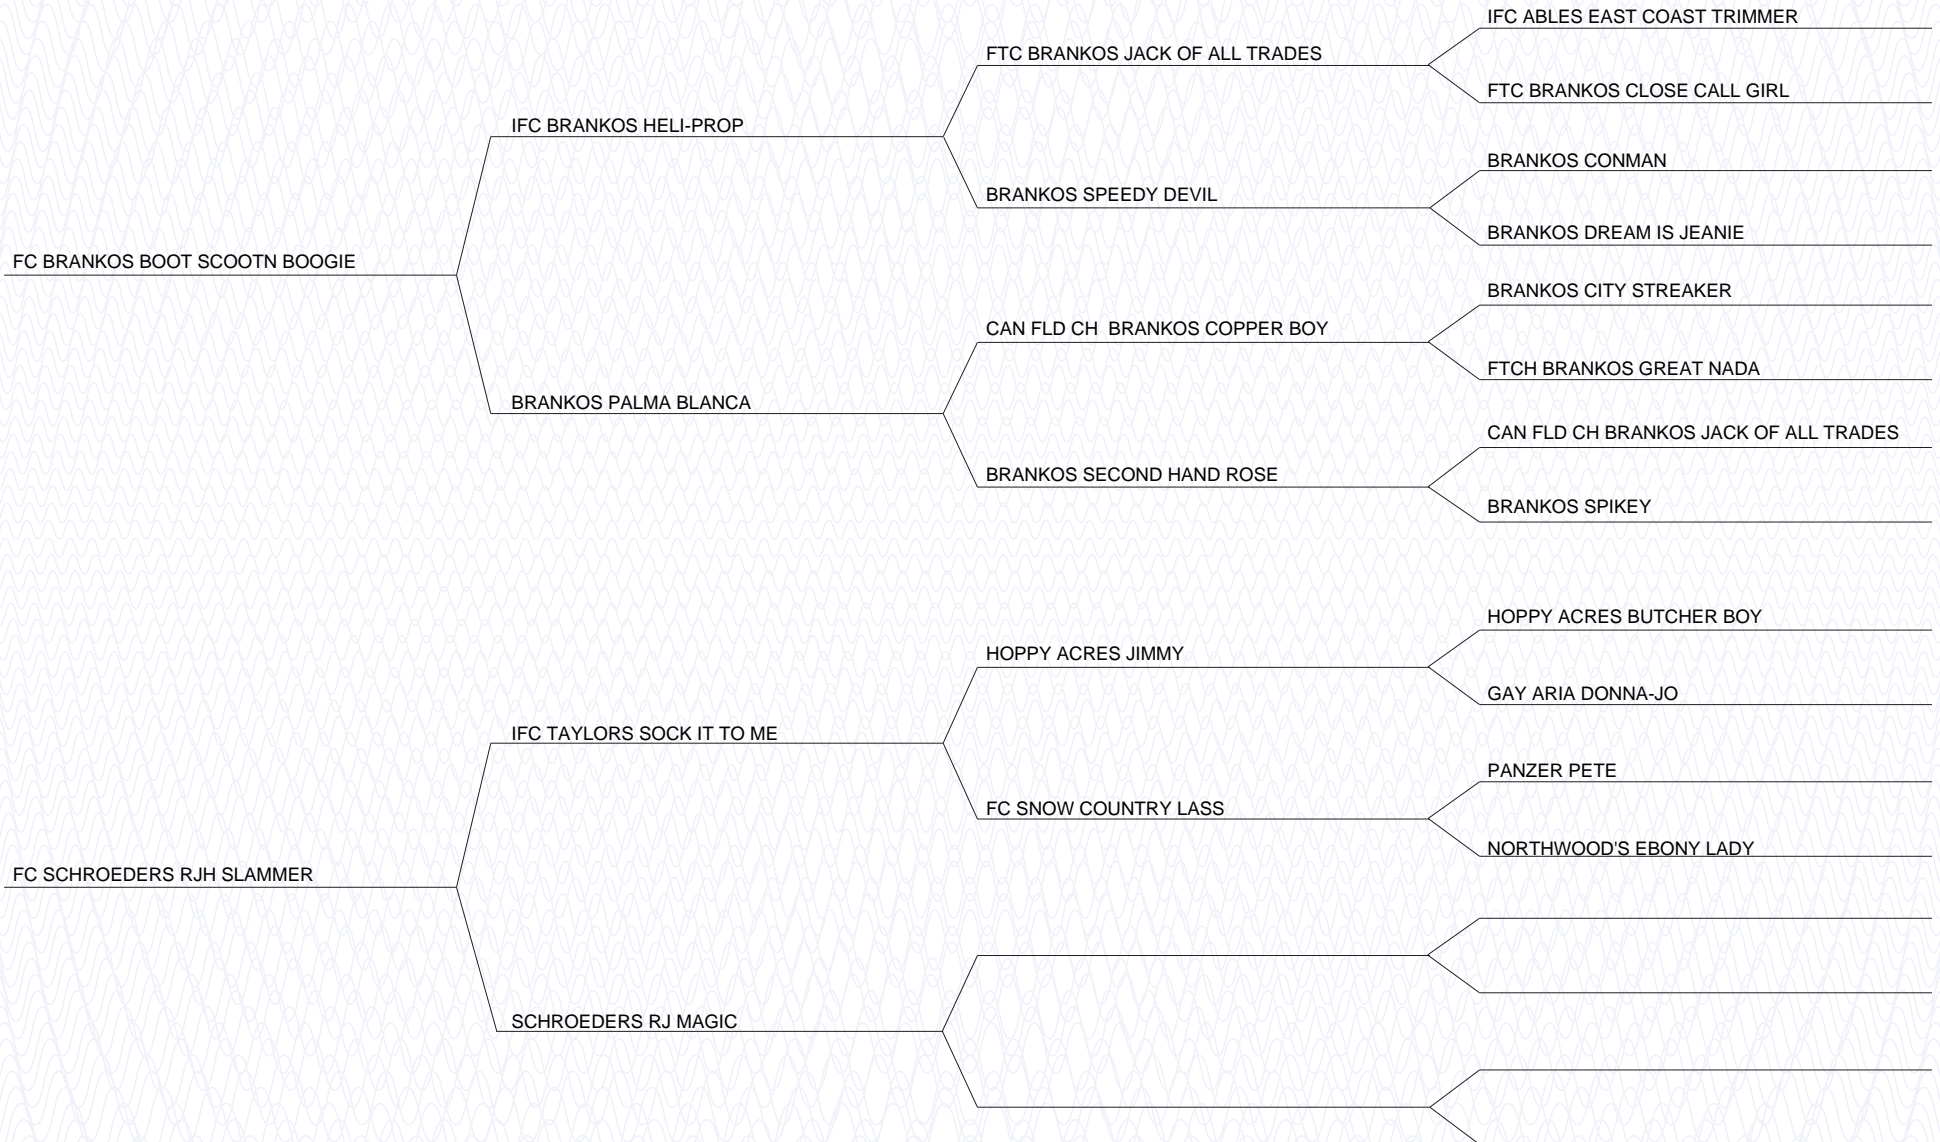 IFC ABLES EAST COAST TRIMMER
FTC BRANKOS JACK OF ALL TRADES
FTC BRANKOS CLOSE CALL GIRL
IFC BRANKOS HELI-PROP
BRANKOS CONMAN
BRANKOS SPEEDY DEVIL
BRANKOS DREAM IS JEANIE
FC BRANKOS BOOT SCOOTN BOOGIE
BRANKOS CITY STREAKER
CAN FLD CH  BRANKOS COPPER BOY
FTCH BRANKOS GREAT NADA
BRANKOS PALMA BLANCA
CAN FLD CH BRANKOS JACK OF ALL TRADES
BRANKOS SECOND HAND ROSE
BRANKOS SPIKEY
HOPPY ACRES BUTCHER BOY
HOPPY ACRES JIMMY
GAY ARIA DONNA-JO
IFC TAYLORS SOCK IT TO ME
PANZER PETE
FC SNOW COUNTRY LASS
NORTHWOOD'S EBONY LADY
FC SCHROEDERS RJH SLAMMER
SCHROEDERS RJ MAGIC